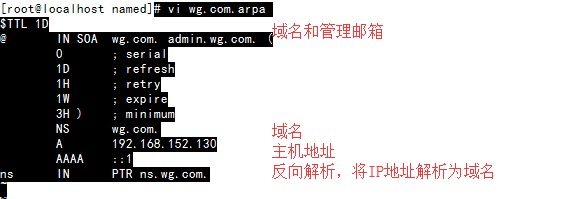 [root@localhost named]# vi wg.com.arpa
$TTL 1D
@ IN SOA wg.com. admin.wg.com. ( 域名和管理邮箱
0 ; serial
1D ; refresh
1H ; retry
1W ; expire
3H ) ; minimum
NS wg.com. 域名
A 192.168.152.130 主机地址
AAAA ::1 反向解析，将IP地址解析为域名
ns IN PTR ns.wg.com.
~